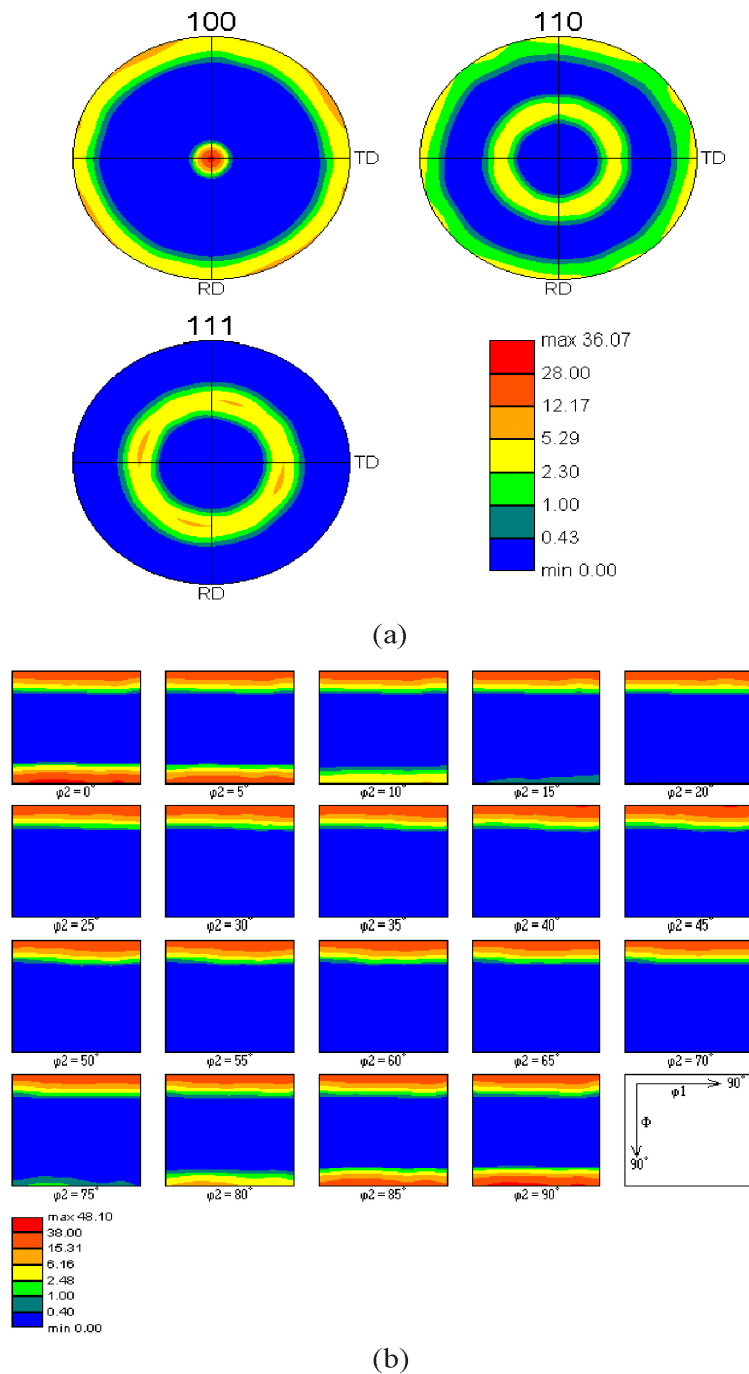 100
110
TD
TD
RD
RD
111
TD
RD
max 36.07
28.00
12.17
5.29
2.30
1.00
0.43
min 0.00
(a)
φ2 = 0°
φ2 = 5°
φ2 = 10°
φ2 = 15°
φ2 = 20°
φ2 = 25°
φ2 = 30°
φ2 = 35°
φ2 = 40°
φ2 = 45°
φ2 = 50°
φ2 = 55°
φ2 = 60°
φ2 = 65°
φ2 = 70°
φ2 = 75°
φ2 = 80°
φ2 = 85°
φ2 = 90°
φ1 90°
Φ
90°
max 48.10
38.00
15.31
6.16
2.48
1.00
0.40
min 0.00
(b)